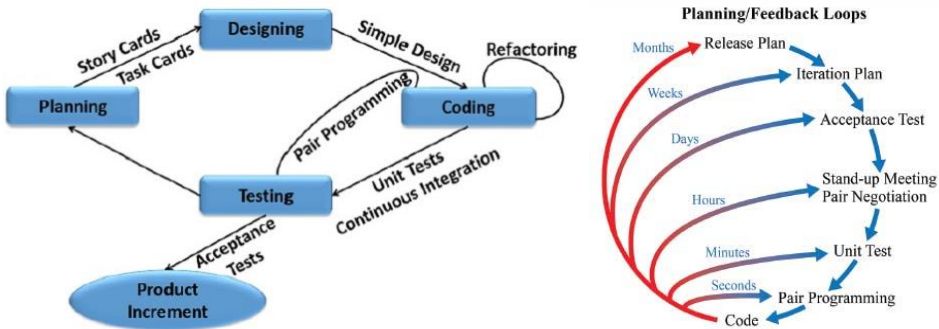 Designing
Story Cards
Task Cards
Simple Design
Refactoring
Planning
Pair Programming
Coding
Testing
Unit Tests
Continuous Integration
Acceptance
Tests
Product
Increment
Planning/Feedback Loops
Months
Release Plan
Weeks
Iteration Plan
Days
Acceptance Test
Hours
Stand-up Meeting
Pair Negotiation
Minutes
Unit Test
Seconds
Pair Programming
Code